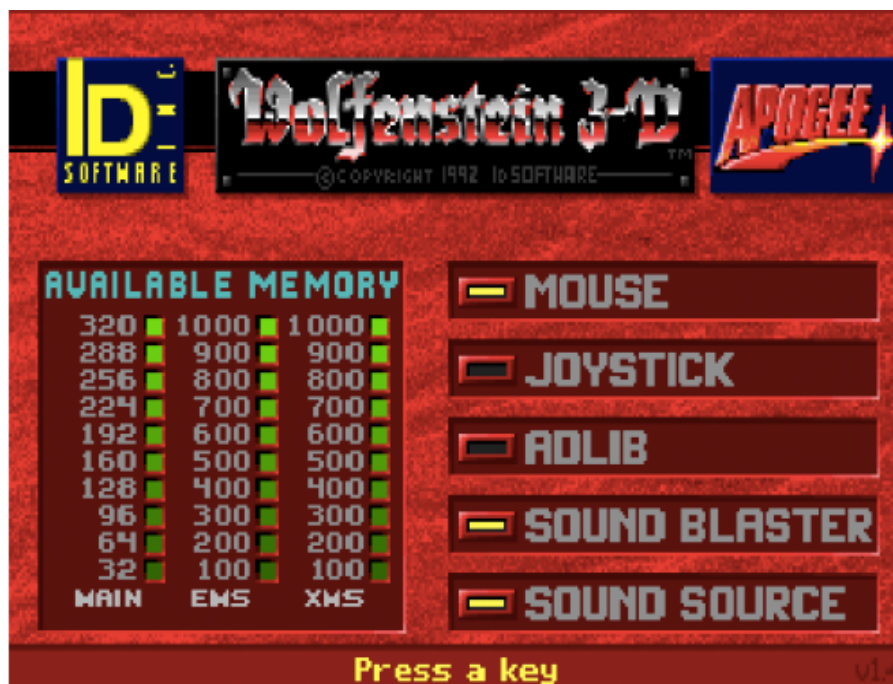 ID INC.
SOFTWARE
Wolfenstein 3-D
TM
©COPYRIGHT 1992 ID SOFTWARE
APOGEE
AVAILABLE MEMORY
320 1000 1000
288 900 900
256 800 800
224 700 700
192 600 600
160 500 500
128 400 400
96 300 300
64 200 200
32 100 100
MAIN EMS XMS
MOUSE
JOYSTICK
ADLIB
SOUND BLASTER
SOUND SOURCE
Press a key